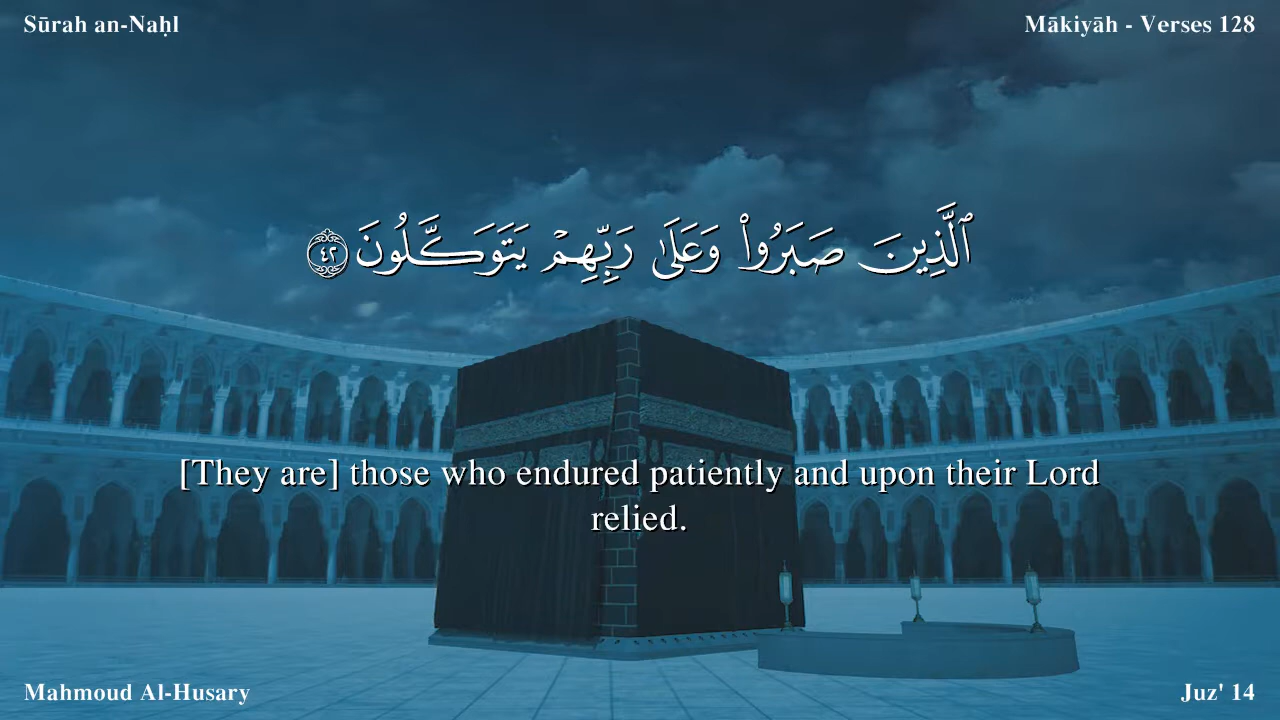 Sūrah an-Naḥl
Mākiyāh - Verses 128
ٱلَّذِينَ صَبَرُوا۟ وَعَلَىٰ رَبِّهِمْ يَتَوَكَّلُونَ ٤٢
[They are] those who endured patiently and upon their Lord
relied.
Mahmoud Al-Husary
Juz' 14